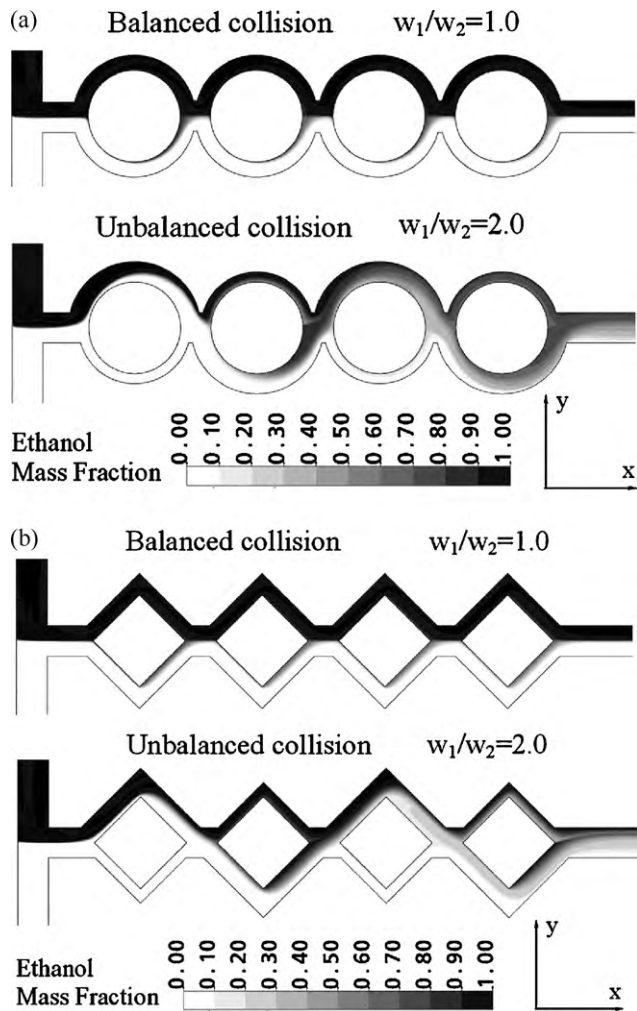 (a)
Balanced collision w₁/w₂=1.0
Unbalanced collision w₁/w₂=2.0
0.00 0.10 0.20 0.30 0.40 0.50 0.60 0.70 0.80 0.90 1.00
Ethanol
Mass Fraction
y
x
(b)
Balanced collision w₁/w₂=1.0
Unbalanced collision w₁/w₂=2.0
0.00 0.10 0.20 0.30 0.40 0.50 0.60 0.70 0.80 0.90 1.00
Ethanol
Mass Fraction
y
x